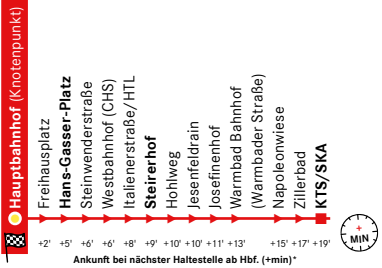 Hauptbahnhof (Knotenpunkt)
Freihausplatz
Hans-Gasser-Platz
Steinwenderstraße
Westbahnhof (CHS)
Italienerstraße/HTL
Steirerhof
Hohlweg
Jesenfeldrain
Josefinenhof
Warmbad Bahnhof
(Warmbader Straße)
Napoleonwiese
Zillerbad
KTS/SKA
+2' +5' +6' +6' +8' +9' +10' +10' +11' +13' +15' +17' +19'
+
MIN
Ankunft bei nächster Haltestelle ab Hbf. (+min)*